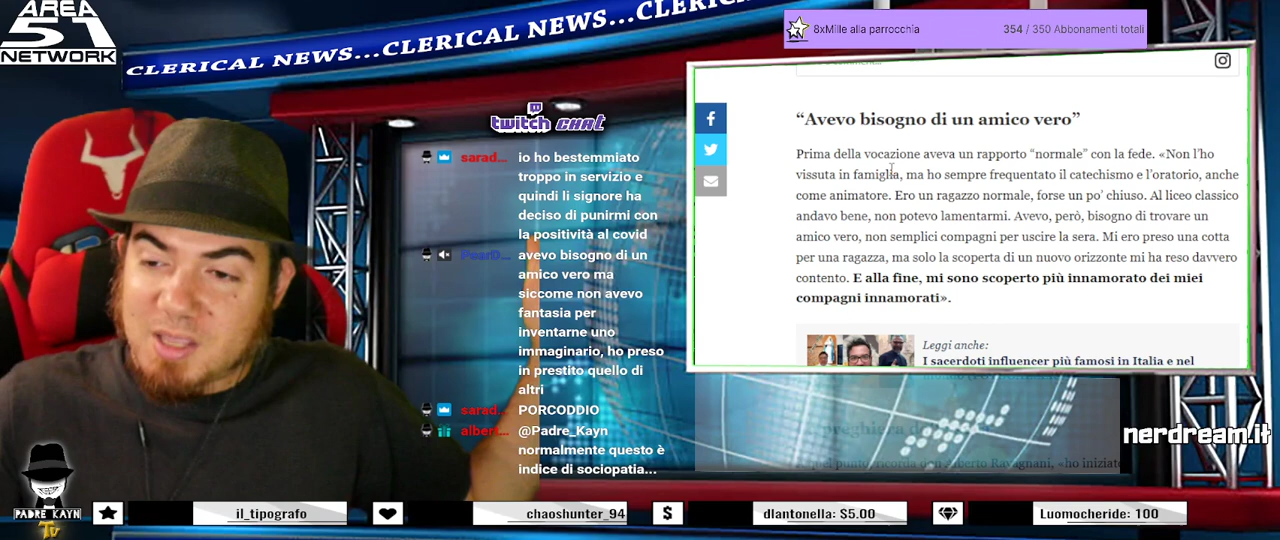 AREA
51
NETWORK
CLERICAL NEWS...CLERICAL NEWS...CLERIC
8xMille alla parrocchia
354 / 350 Abbonamenti totali
twitch chat
sarad... io ho bestemmiato
troppo in servizio e
quindi li signore ha
deciso di punirmi con
la positività al covid
avevo bisogno di un
amico vero ma
siccome non avevo
fantasia per
inventarne uno
immaginario, ho preso
in prestito quello di
altri
sarad... PORCODDIO
albert... @Padre_Kayn
normalmente questo è
indice di sociopatia...
“Avevo bisogno di un amico vero”
Prima della vocazione aveva un rapporto “normale” con la fede. «Non l’ho
vissuta in famiglia, ma ho sempre frequentato il catechismo e l’oratorio, anche
come animatore. Ero un ragazzo normale, forse un po’ chiuso. Al liceo classico
andavo bene, non potevo lamentarmi. Avevo, però, bisogno di trovare un
amico vero, non semplici compagni per uscire la sera. Mi ero preso una cotta
per una ragazza, ma solo la scoperta di un nuovo orizzonte mi ha reso davvero
contento. E alla fine, mi sono scoperto più innamorato dei miei
compagni innamorati».
Leggi anche:
I sacerdoti influencer più famosi in Italia e nel
preghiera
punto, ricorda don Alberto Ravagnani, «ho iniziato
nerdream.it
PADRE KAYN
Tv
il_tipografo
chaoshunter_94
$
dlantonella: $5.00
Luomocheride: 100